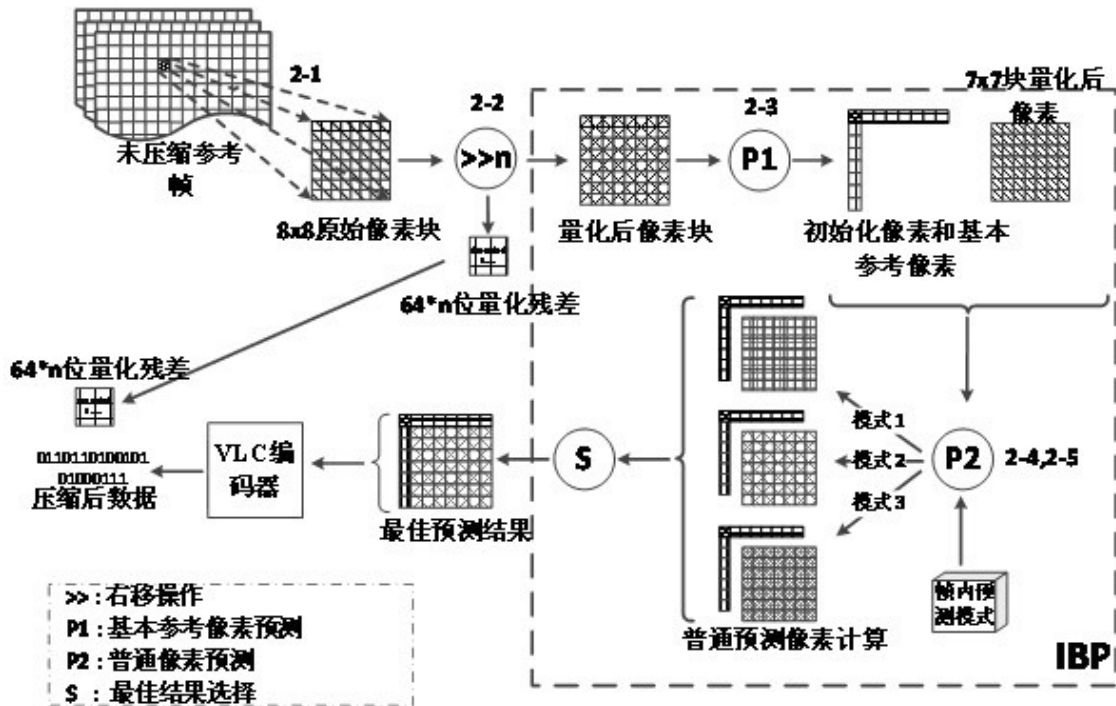 2-1
未压缩参考
帧
8x8原始像素块
2-2
>>n
64*n位量化残差
量化后像素块
2-3
P1
初始化像素和基本
参考像素
7x7块量化后
像素
64*n位量化残差
0110110100101
01000111
压缩后数据
VLC编
码器
最佳预测结果
S
模式1
模式2
模式3
P2
2-4,2-5
帧内预
测模式
普通预测像素计算
IBP
>>：右移操作
P1：基本参考像素预测
P2：普通像素预测
S ：最佳结果选择